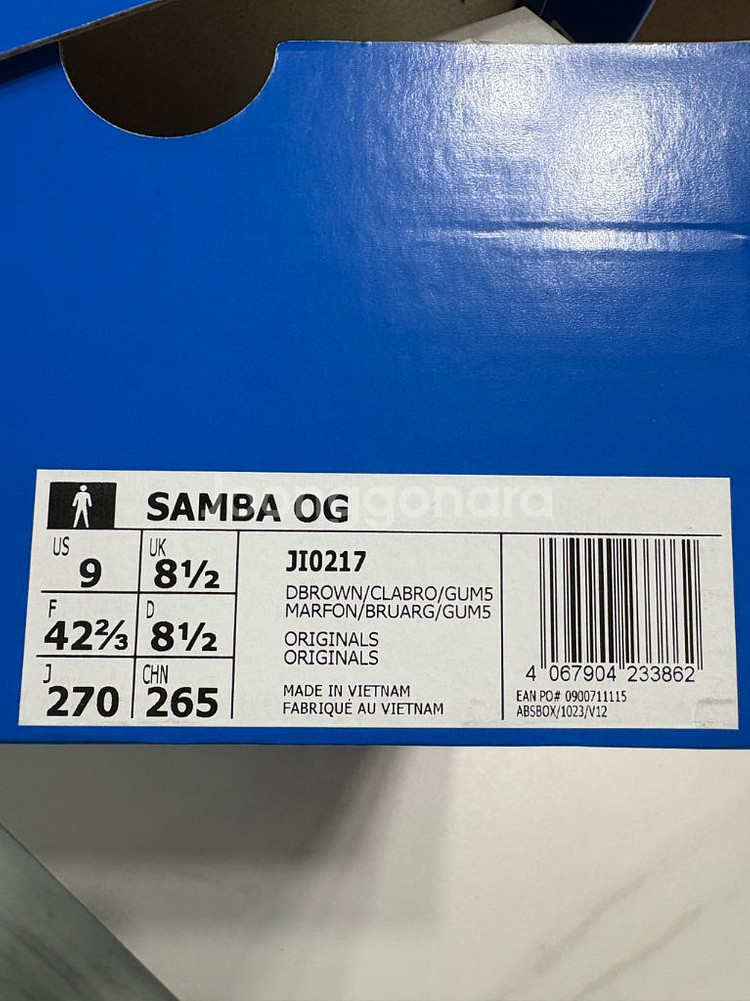 SAMBA OG
joonggonara
US
9
UK
8½
F
42⅔
D
8½
J
270
CHN
265
JI0217
DBROWN/CLABRO/GUM5
MARFON/BRUARG/GUM5
ORIGINALS
ORIGINALS
MADE IN VIETNAM
FABRIQUÉ AU VIETNAM
4 067904 233862
EAN PO# 0900711115
ABSBOX/1023/V12